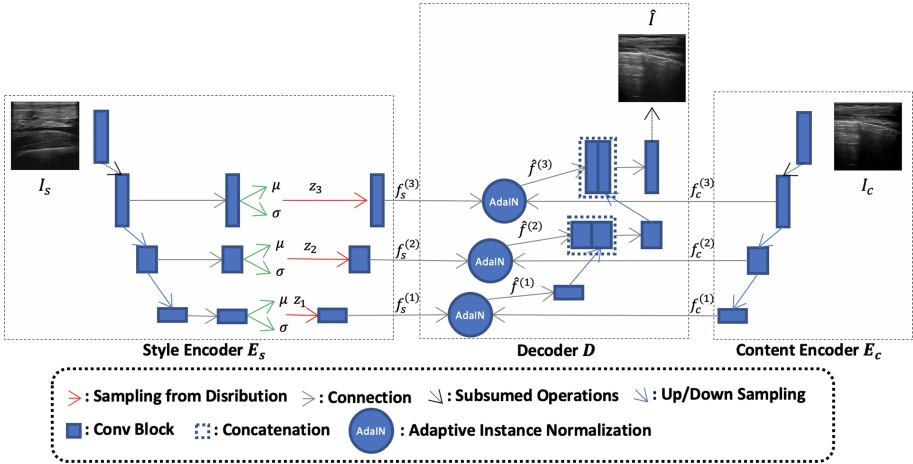 Î
I_s
μ
σ
z_3
f_s^(3)
AdaIN
f̂^(3)
f_c^(3)
I_c
μ
σ
z_2
f_s^(2)
AdaIN
f̂^(2)
f_c^(2)
μ
σ
z_1
f_s^(1)
AdaIN
f̂^(1)
f_c^(1)
Style Encoder E_s
Decoder D
Content Encoder E_c
: Sampling from Disribution : Connection : Subsumed Operations : Up/Down Sampling
: Conv Block : Concatenation AdaIN : Adaptive Instance Normalization